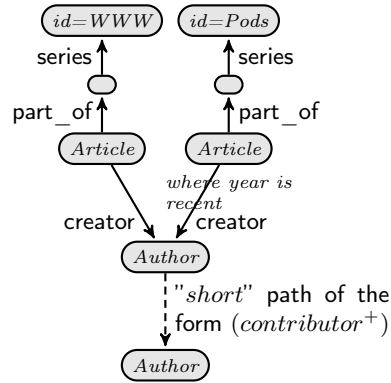 id=WWW id=Pods
series series
part_of part_of
Article Article
where year is
recent
creator creator
Author
"short" path of the
form (contributor⁺)
Author